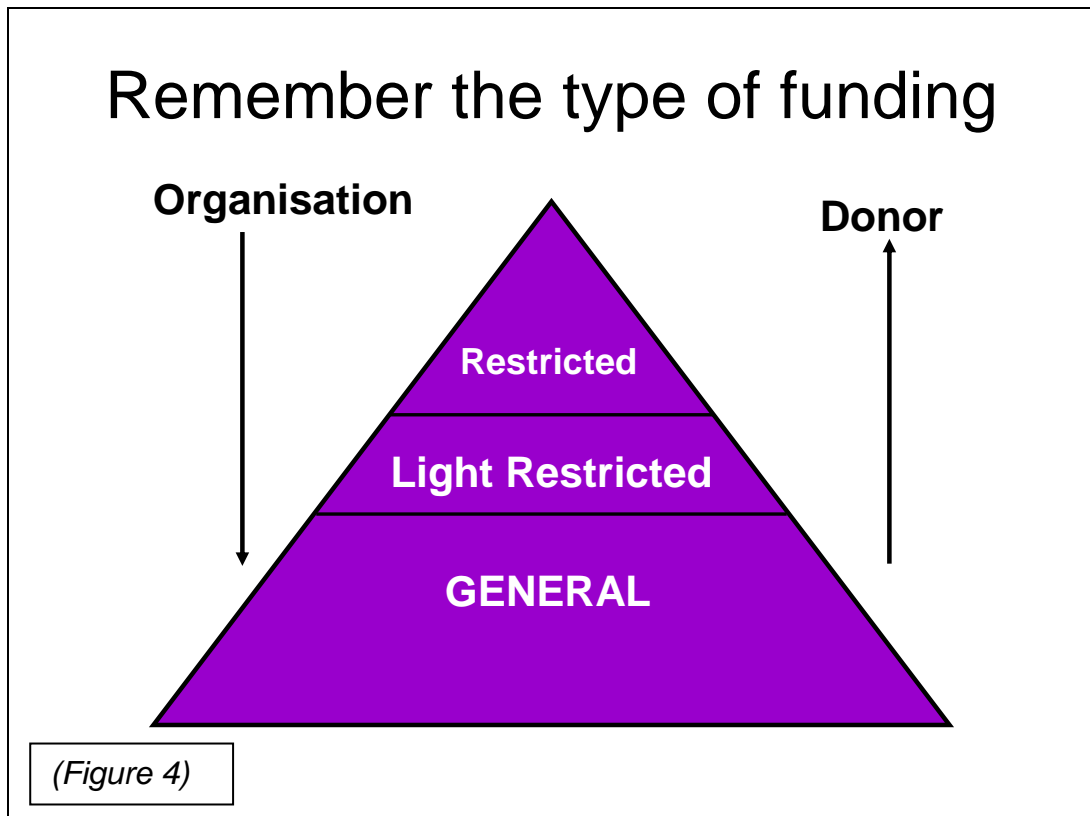 Remember the type of funding
Organisation
Donor
Restricted
Light Restricted
GENERAL
(Figure 4)